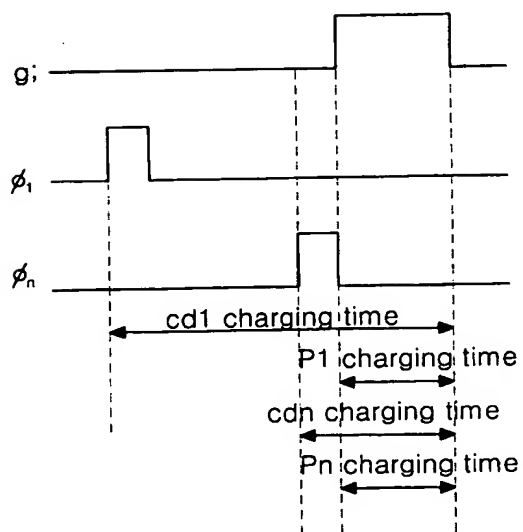 g;
ϕ₁
ϕₙ
cd1 charging time
P1 charging time
cdn charging time
Pn charging time